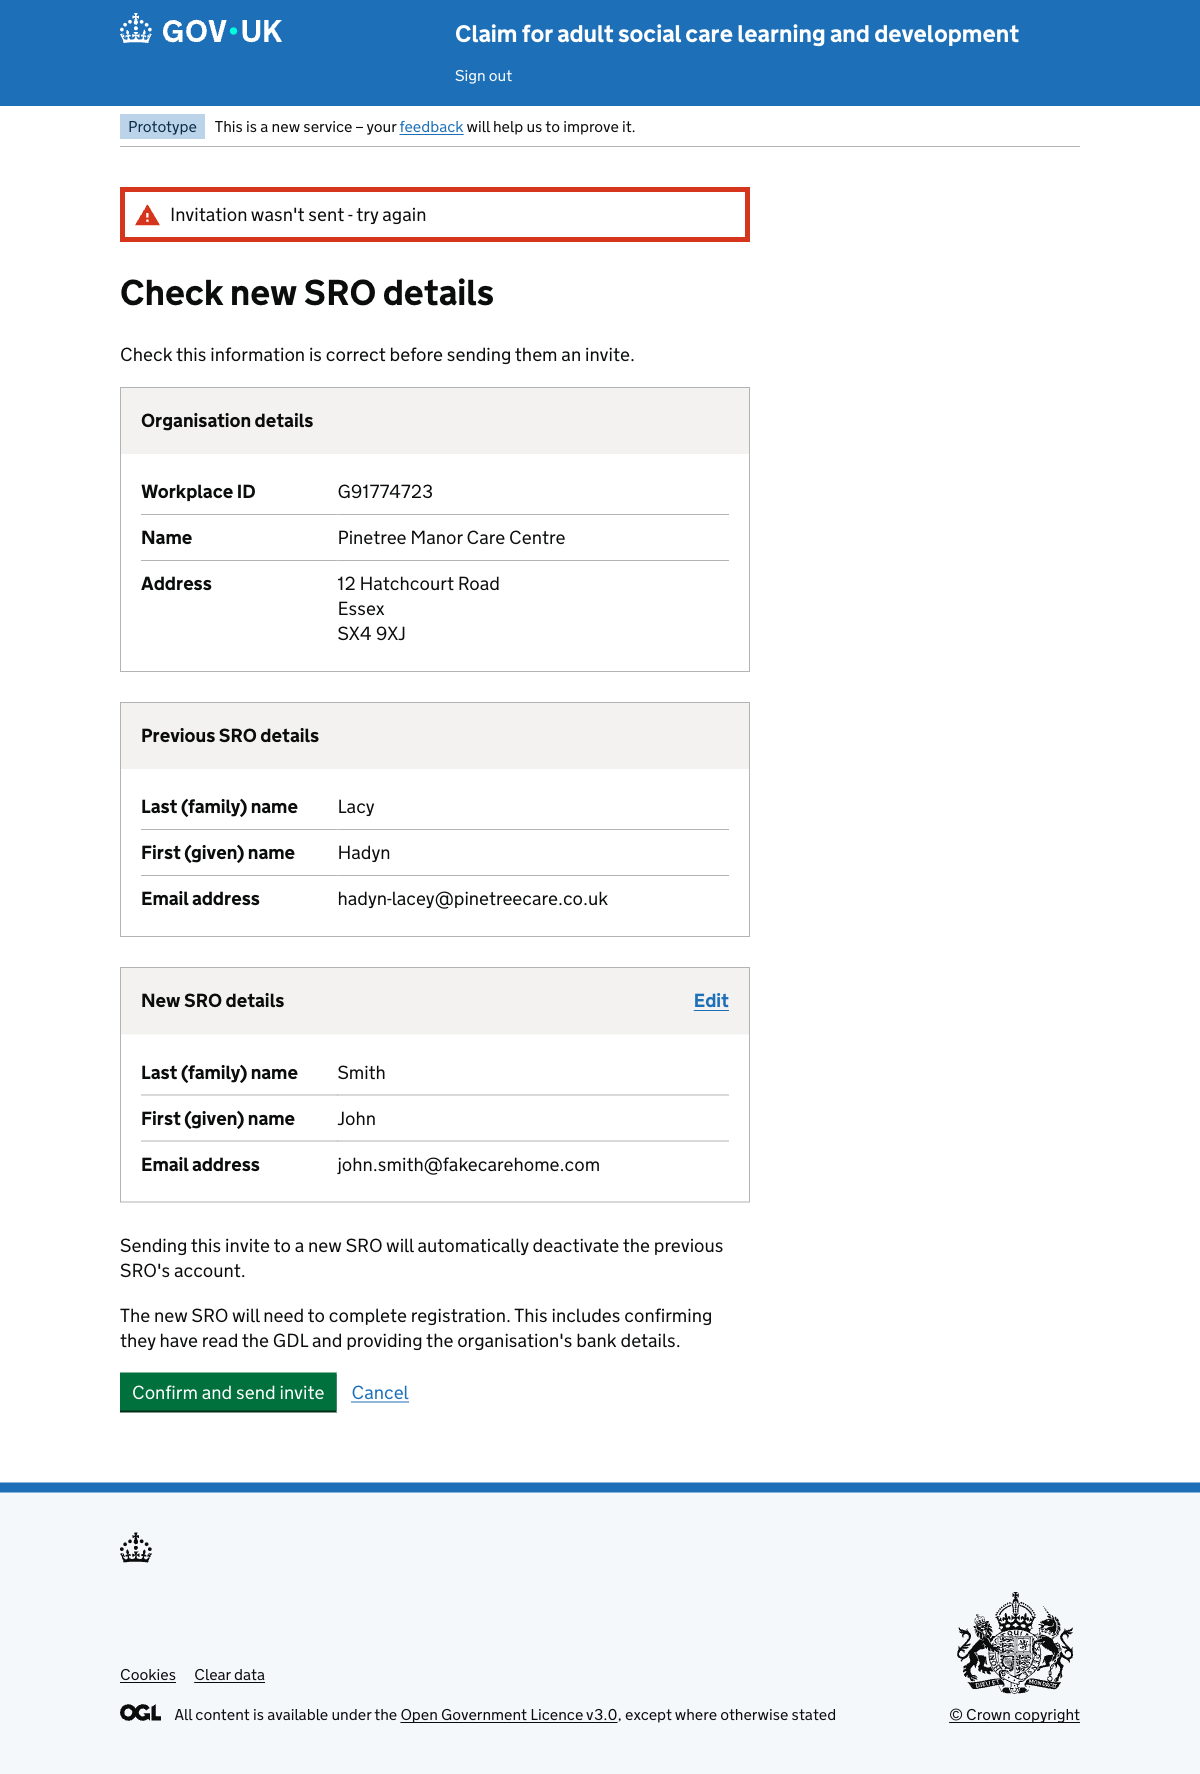 GOV·UK
Claim for adult social care learning and development
Sign out
Prototype This is a new service – your feedback will help us to improve it.
Invitation wasn't sent - try again
Check new SRO details
Check this information is correct before sending them an invite.
Organisation details
Workplace ID G91774723
Name Pinetree Manor Care Centre
Address 12 Hatchcourt Road
Essex
SX4 9XJ
Previous SRO details
Last (family) name Lacy
First (given) name Hadyn
Email address hadyn-lacey@pinetreecare.co.uk
New SRO details Edit
Last (family) name Smith
First (given) name John
Email address john.smith@fakecarehome.com
Sending this invite to a new SRO will automatically deactivate the previous
SRO's account.
The new SRO will need to complete registration. This includes confirming
they have read the GDL and providing the organisation's bank details.
Confirm and send invite Cancel
Cookies Clear data
OGL All content is available under the Open Government Licence v3.0, except where otherwise stated
© Crown copyright